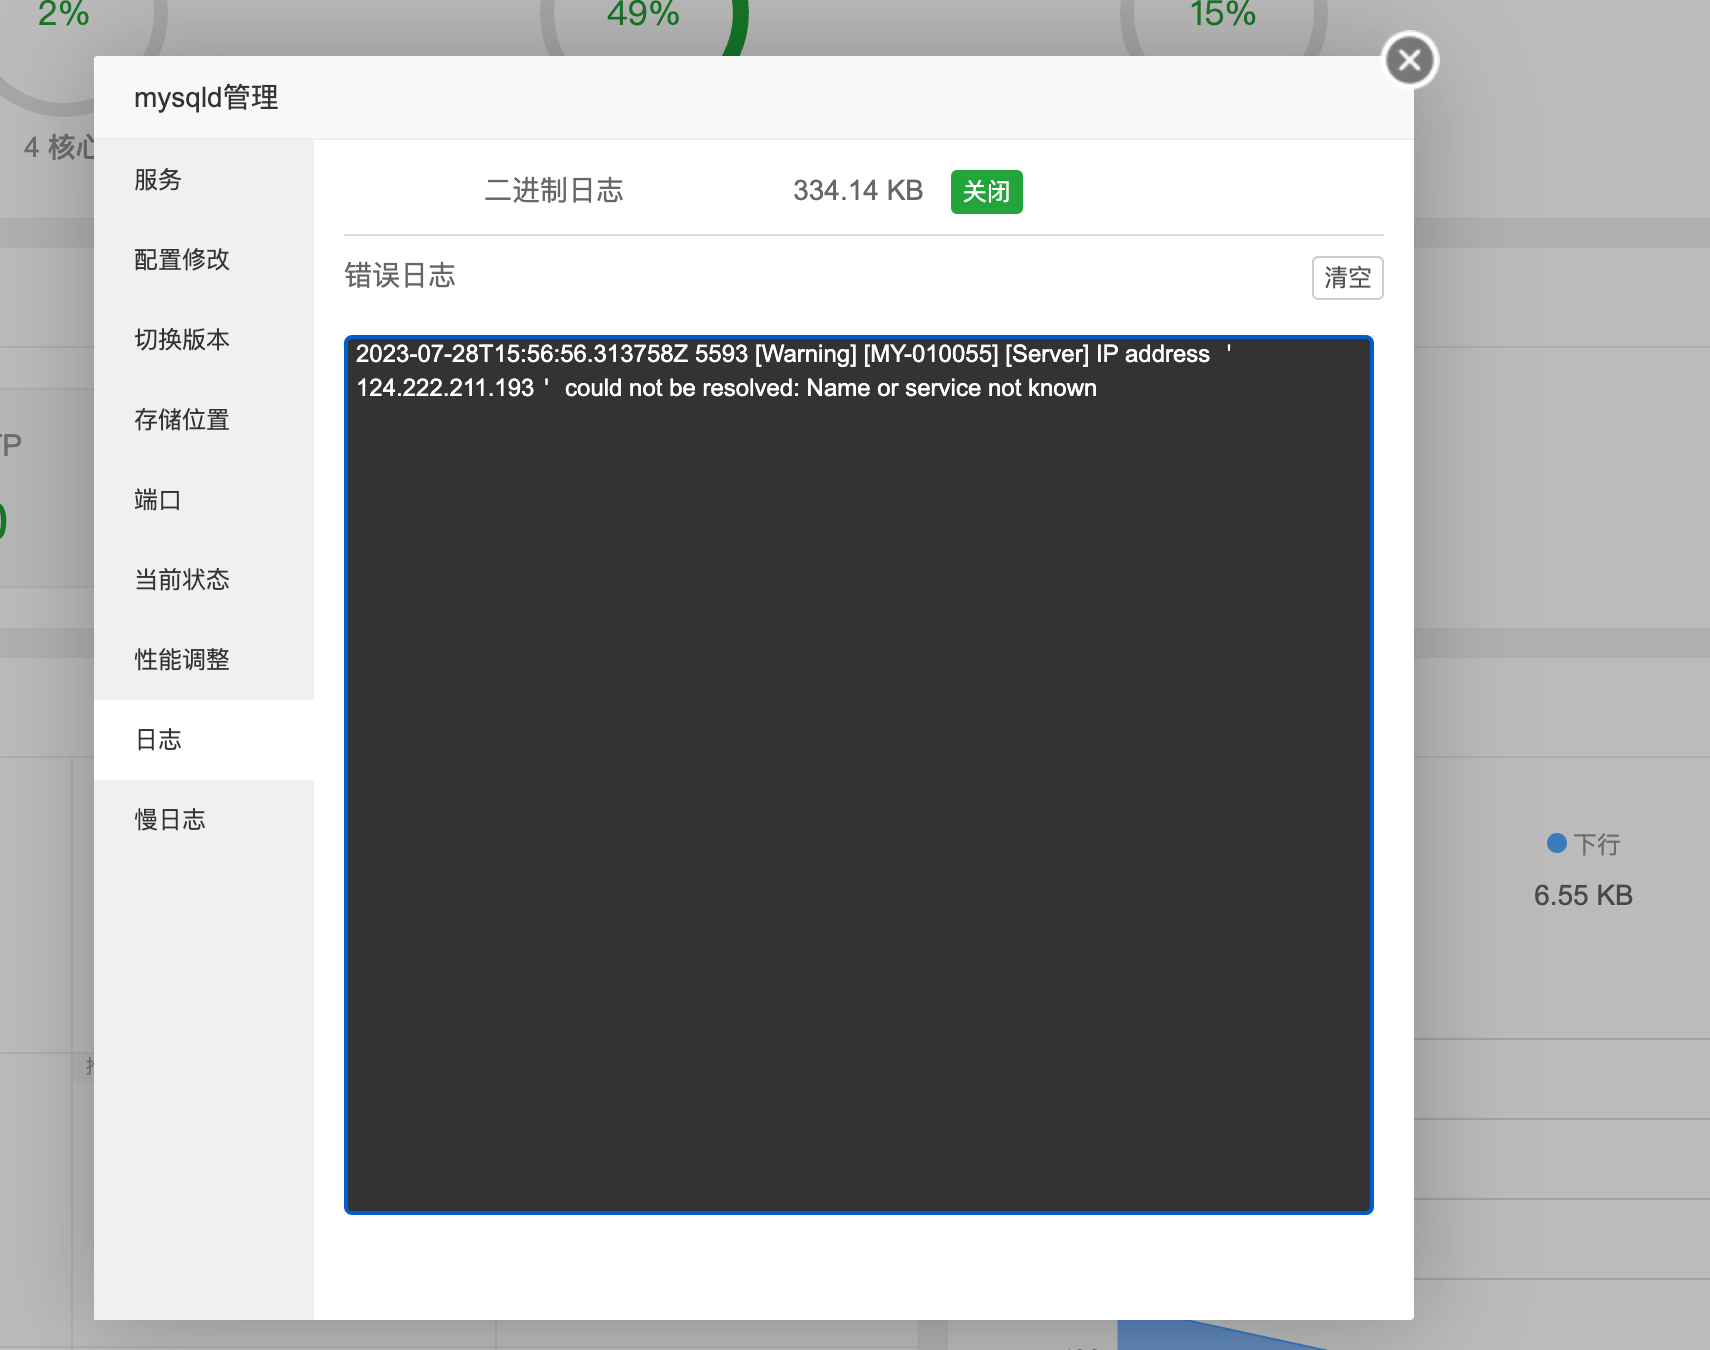 2%
49%
15%
mysqld管理
4 核心
服务
二进制日志
334.14 KB
关闭
配置修改
错误日志
清空
切换版本
2023-07-28T15:56:56.313758Z 5593 [Warning] [MY-010055] [Server] IP address '
124.222.211.193 ' could not be resolved: Name or service not known
存储位置
端口
当前状态
性能调整
日志
慢日志
下行
6.55 KB